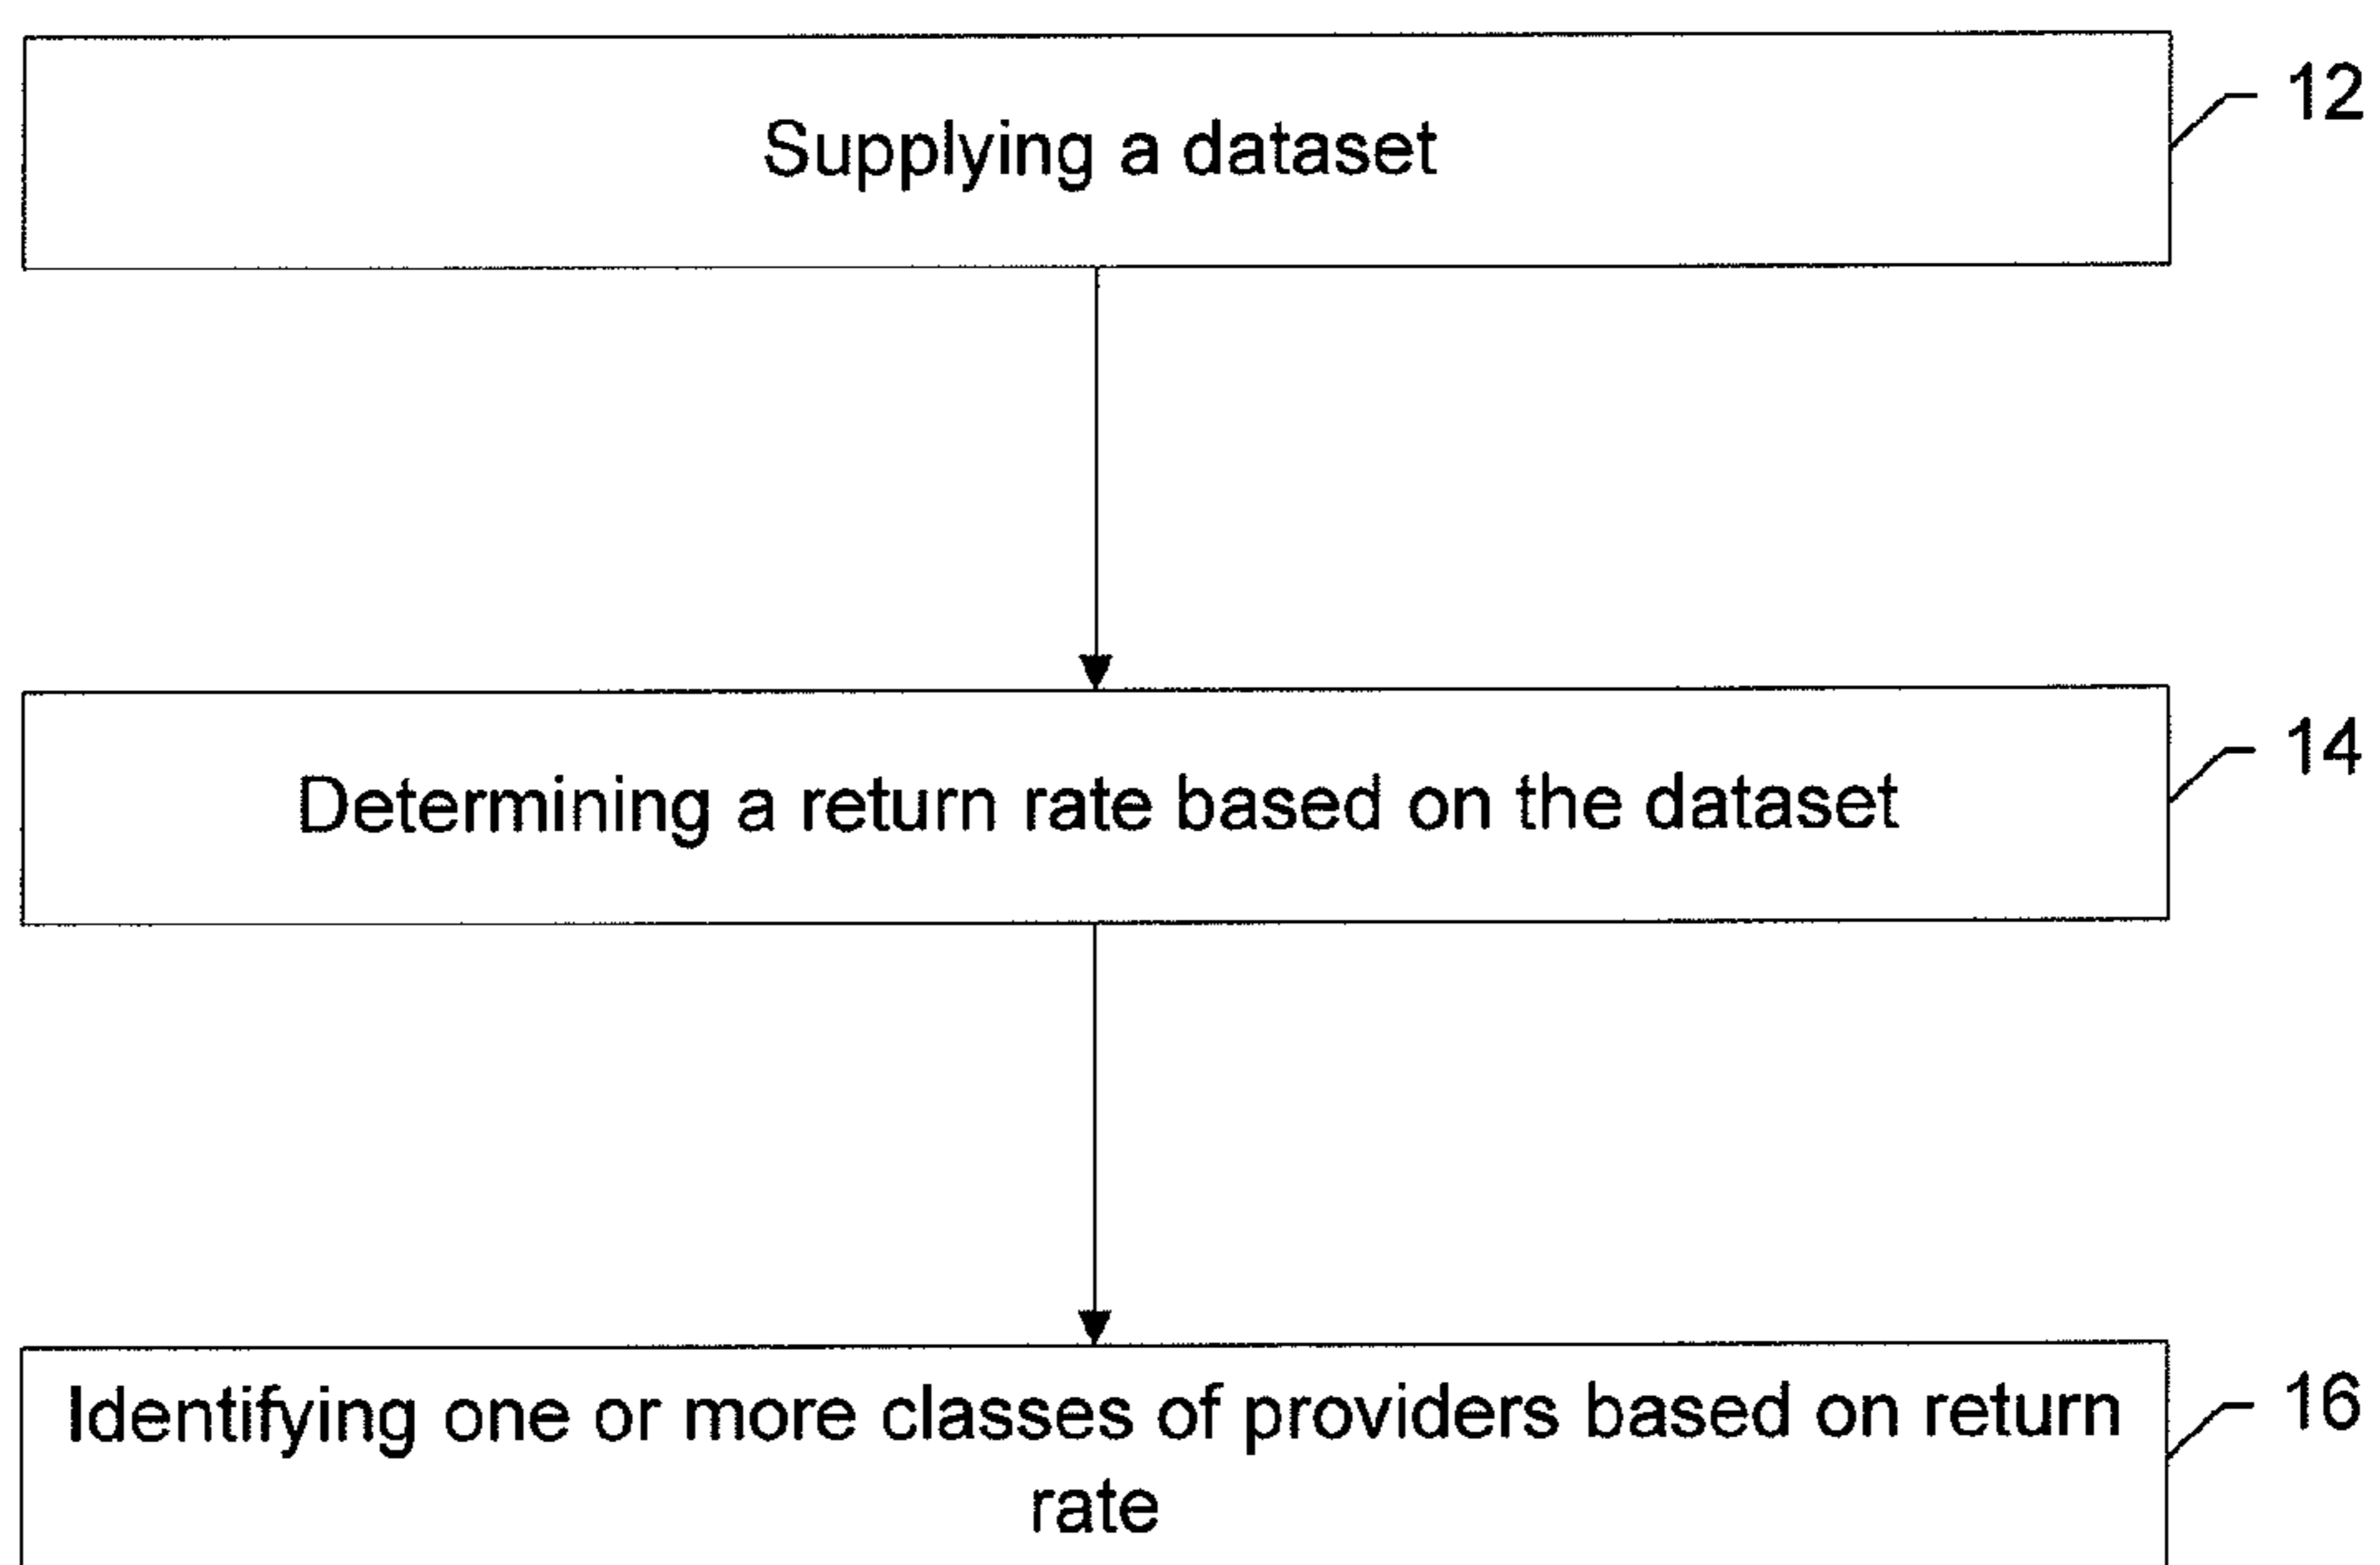 Supplying a dataset
12
Determining a return rate based on the dataset
14
Identifying one or more classes of providers based on return
rate
16